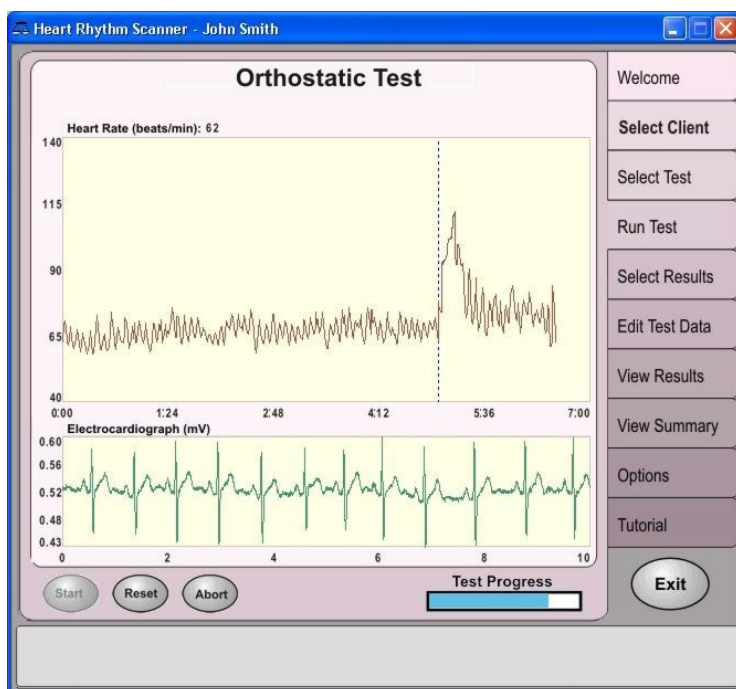 Heart Rhythm Scanner - John Smith
Orthostatic Test
Heart Rate (beats/min): 62
140
115
90
65
40
0:00 1:24 2:48 4:12 5:36 7:00
Electrocardiograph (mV)
0.60
0.56
0.52
0.48
0.43
0 2 4 6 8 10
Start Reset Abort
Test Progress
Welcome
Select Client
Select Test
Run Test
Select Results
Edit Test Data
View Results
View Summary
Options
Tutorial
Exit